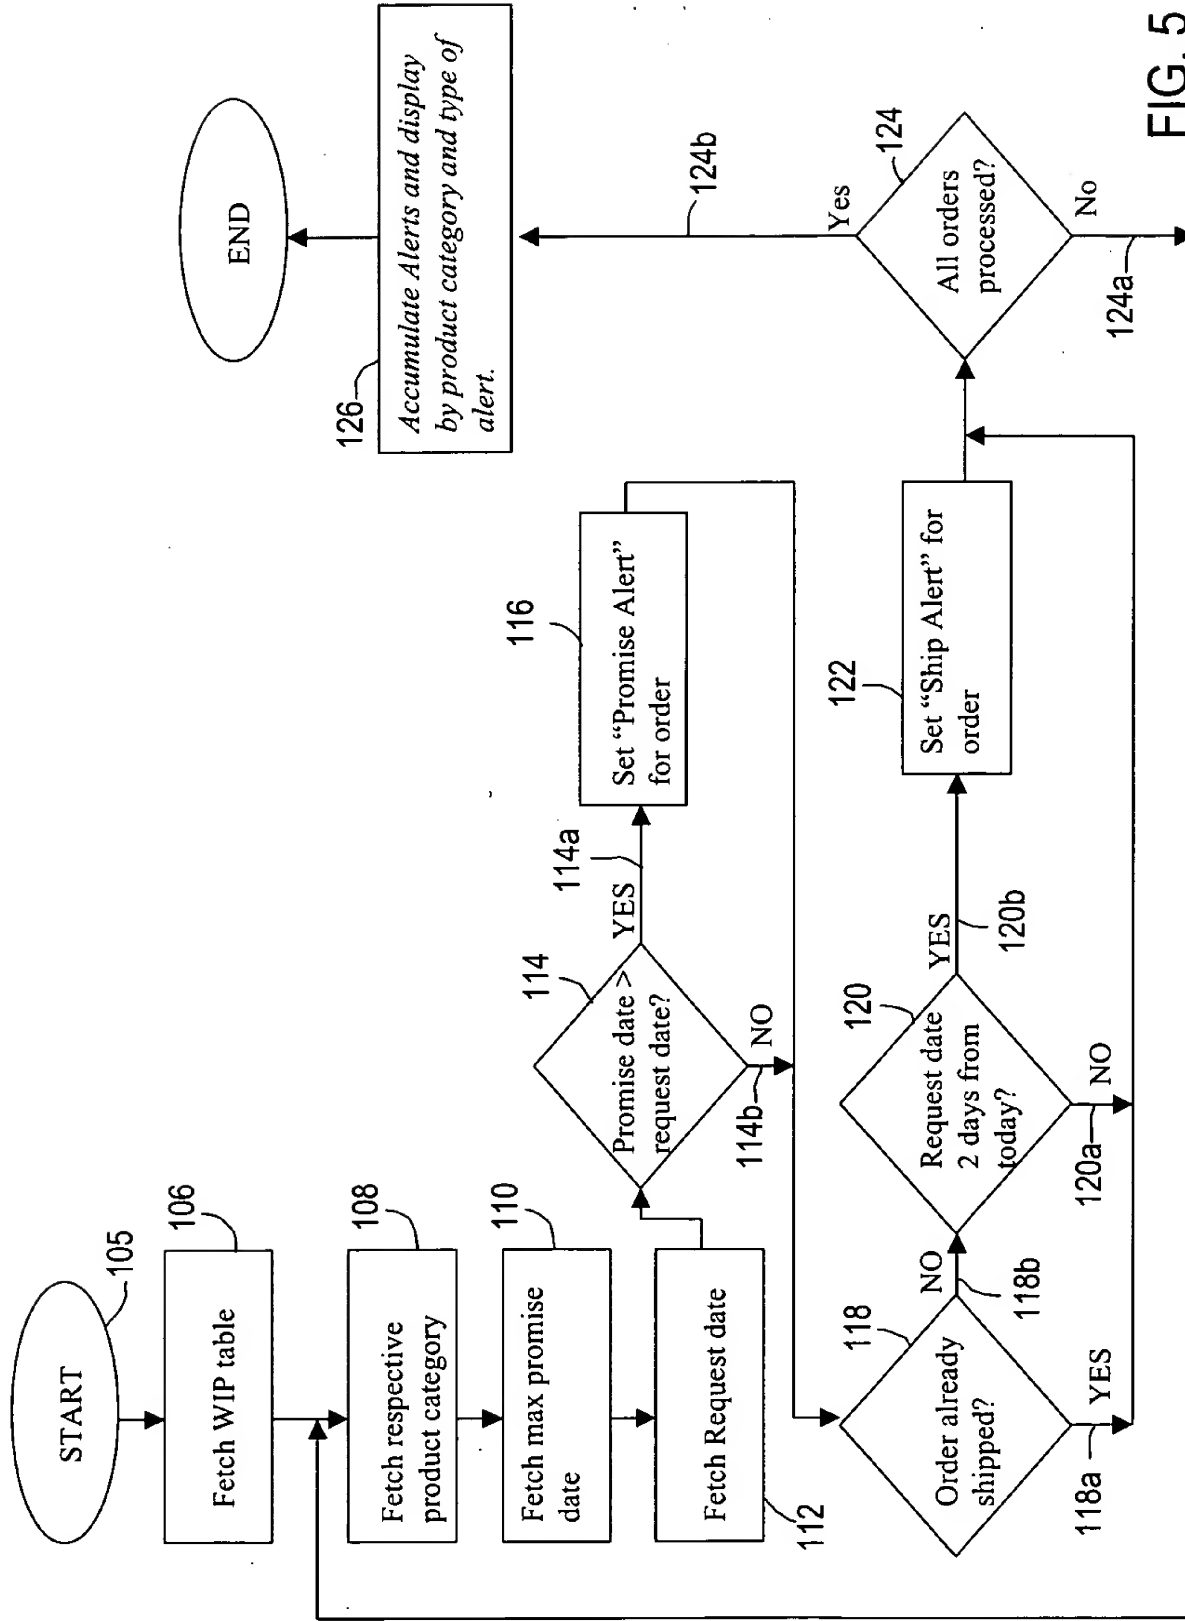 START
105
Fetch WIP table
106
Fetch respective
product category
108
Fetch max promise
date
110
Fetch Request date
112
Promise date >
request date?
114
YES
114a
NO
114b
Set “Promise Alert”
for order
116
Order already
shipped?
118
YES
118a
NO
118b
Request date
2 days from
today?
120
NO
120a
YES
120b
Set “Ship Alert” for
order
122
All orders
processed?
124
No
124a
Yes
124b
Accumulate Alerts and display
by product category and type of
alert.
126
END
FIG. 5